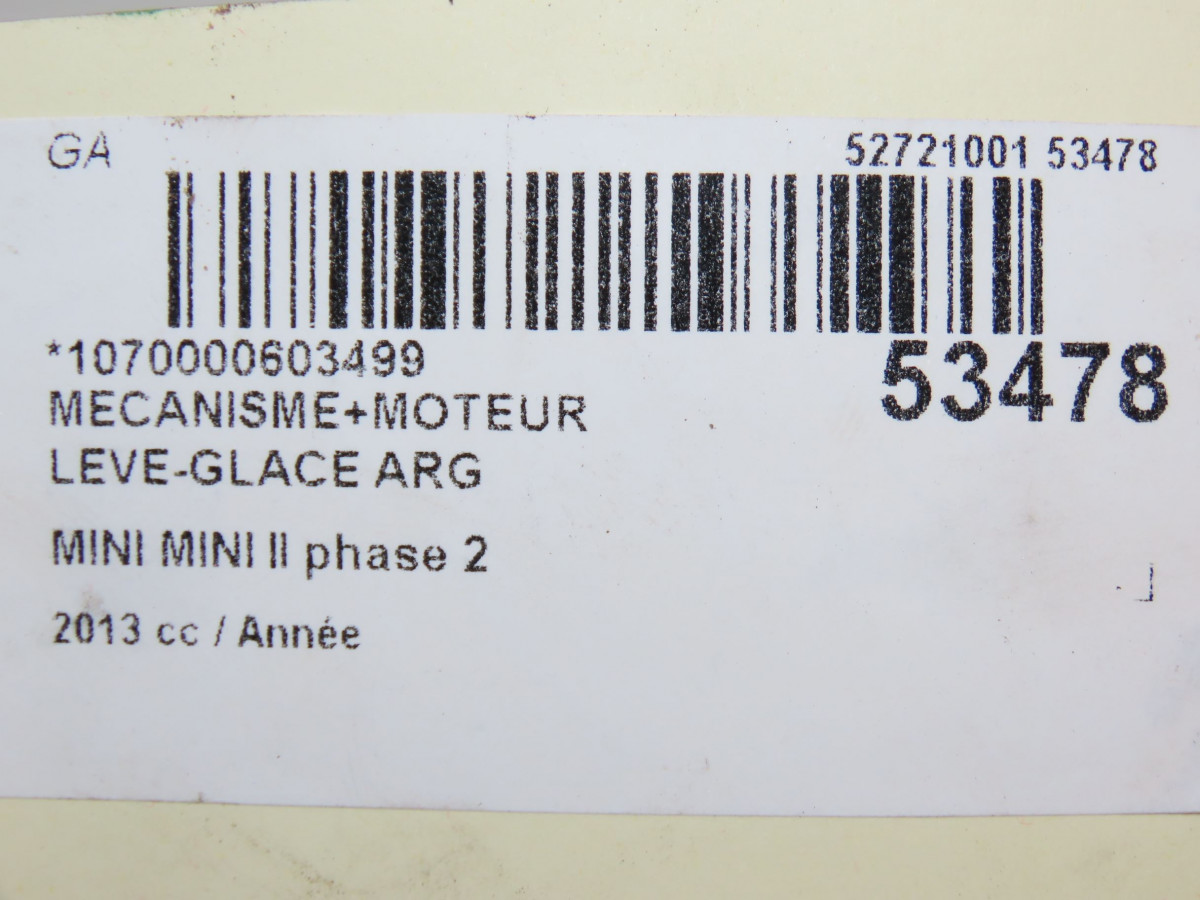 GA
52721001 53478
*1070000603499
53478
MECANISME+MOTEUR
LEVE-GLACE ARG
MINI MINI II phase 2
2013 cc / Année